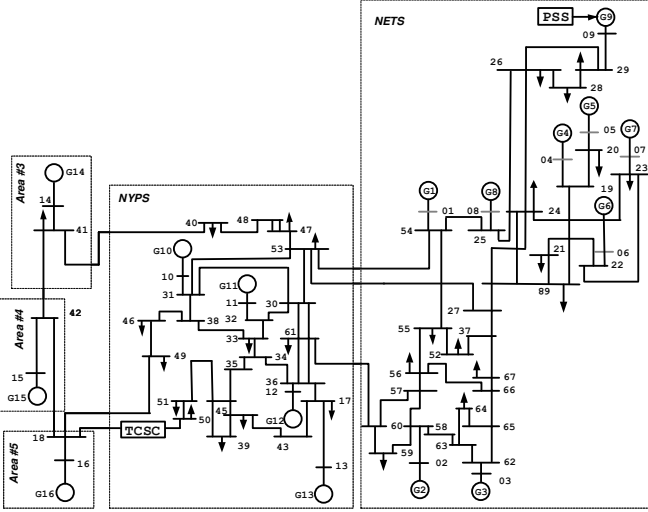 NETS
PSS
G9
09
26
29
28
G5
G4
05
G7
20
07
04
23
19
Area #3
G14
14
41
NYPS
40
48
47
53
G10
10
31
G11
11
30
32
46
38
33
61
34
49
35
36
12
51
50
45
G12
17
39
43
13
G13
TCSC
G1
01
54
G8
08
25
24
G6
21
06
22
89
27
55
37
52
56
67
57
66
64
60
58
65
63
59
62
02
03
G2
G3
Area #4
42
15
G15
Area #5
18
16
G16